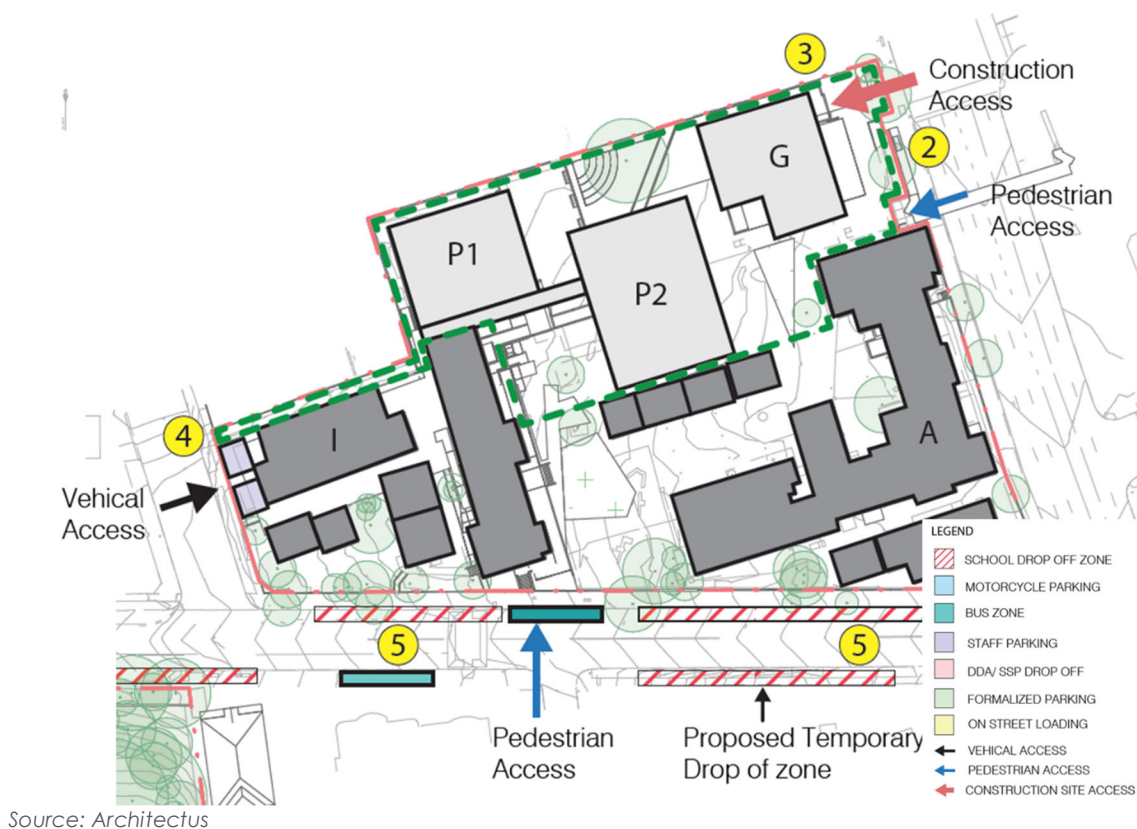 3
Construction
Access
G
2
Pedestrian
Access
P1
P2
4
I
A
Vehical
Access
LEGEND
SCHOOL DROP OFF ZONE
MOTORCYCLE PARKING
BUS ZONE
STAFF PARKING
DDA/ SSP DROP OFF
FORMALIZED PARKING
ON STREET LOADING
VEHICAL ACCESS
PEDESTRIAN ACCESS
CONSTRUCTION SITE ACCESS
5
5
Pedestrian
Access
Proposed Temporary
Drop of zone
Source: Architectus